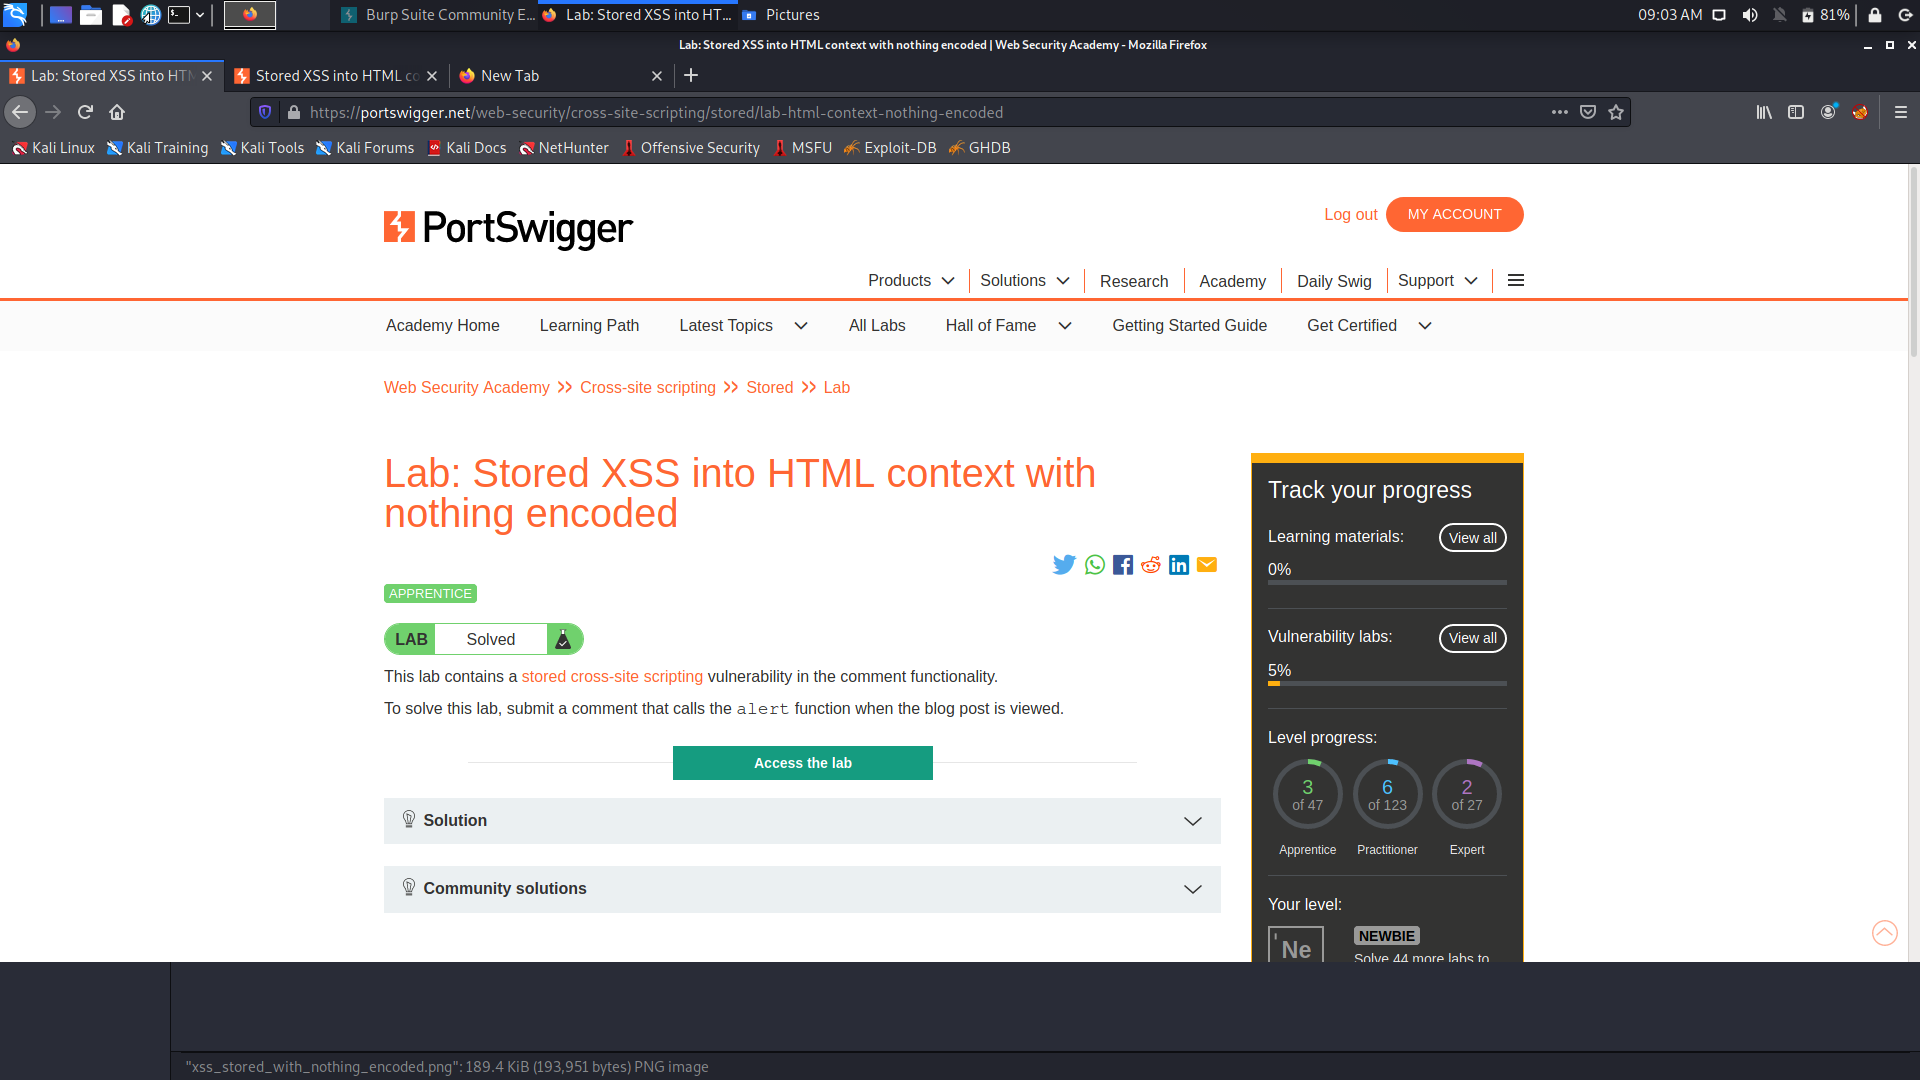 Burp Suite Community E...
Lab: Stored XSS into HT...
Pictures
09:03 AM
81%
Lab: Stored XSS into HTML context with nothing encoded | Web Security Academy - Mozilla Firefox
Lab: Stored XSS into HTM
Stored XSS into HTML co
New Tab
https://portswigger.net/web-security/cross-site-scripting/stored/lab-html-context-nothing-encoded
Kali Linux
Kali Training
Kali Tools
Kali Forums
Kali Docs
NetHunter
Offensive Security
MSFU
Exploit-DB
GHDB
PortSwigger
Log out
MY ACCOUNT
Products
Solutions
Research
Academy
Daily Swig
Support
Academy Home
Learning Path
Latest Topics
All Labs
Hall of Fame
Getting Started Guide
Get Certified
Web Security Academy >> Cross-site scripting >> Stored >> Lab
Lab: Stored XSS into HTML context with
nothing encoded
APPRENTICE
LAB Solved
This lab contains a stored cross-site scripting vulnerability in the comment functionality.
To solve this lab, submit a comment that calls the alert function when the blog post is viewed.
Access the lab
Solution
Community solutions
Track your progress
Learning materials:
View all
0%
Vulnerability labs:
View all
5%
Level progress:
3
of 47
Apprentice
6
of 123
Practitioner
2
of 27
Expert
Your level:
Ne
NEWBIE
Solve 44 more labs to
"xss_stored_with_nothing_encoded.png": 189.4 KiB (193,951 bytes) PNG image